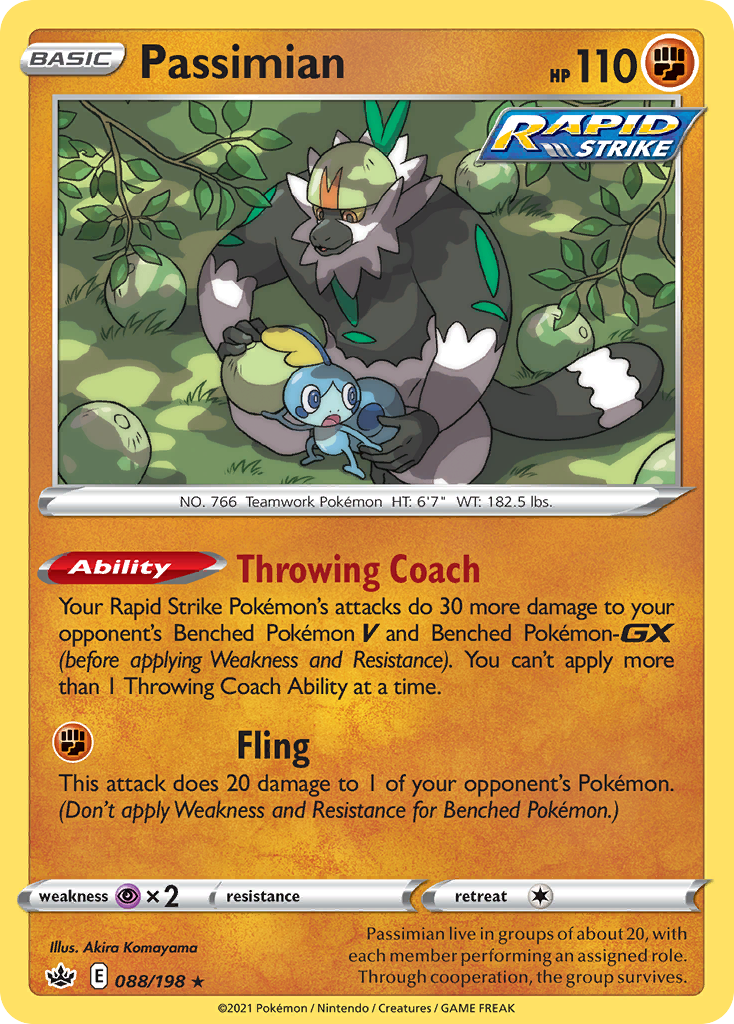 BASIC Passimian HP 110
RAPID
STRIKE
NO. 766 Teamwork Pokémon HT: 6'7" WT: 182.5 lbs.
Ability Throwing Coach
Your Rapid Strike Pokémon's attacks do 30 more damage to your
opponent's Benched Pokémon V and Benched Pokémon-GX
(before applying Weakness and Resistance). You can't apply more
than 1 Throwing Coach Ability at a time.
Fling
This attack does 20 damage to 1 of your opponent's Pokémon.
(Don't apply Weakness and Resistance for Benched Pokémon.)
weakness ×2 resistance retreat
Illus. Akira Komayama
Passimian live in groups of about 20, with
each member performing an assigned role.
Through cooperation, the group survives.
E 088/198 ★
©2021 Pokémon / Nintendo / Creatures / GAME FREAK